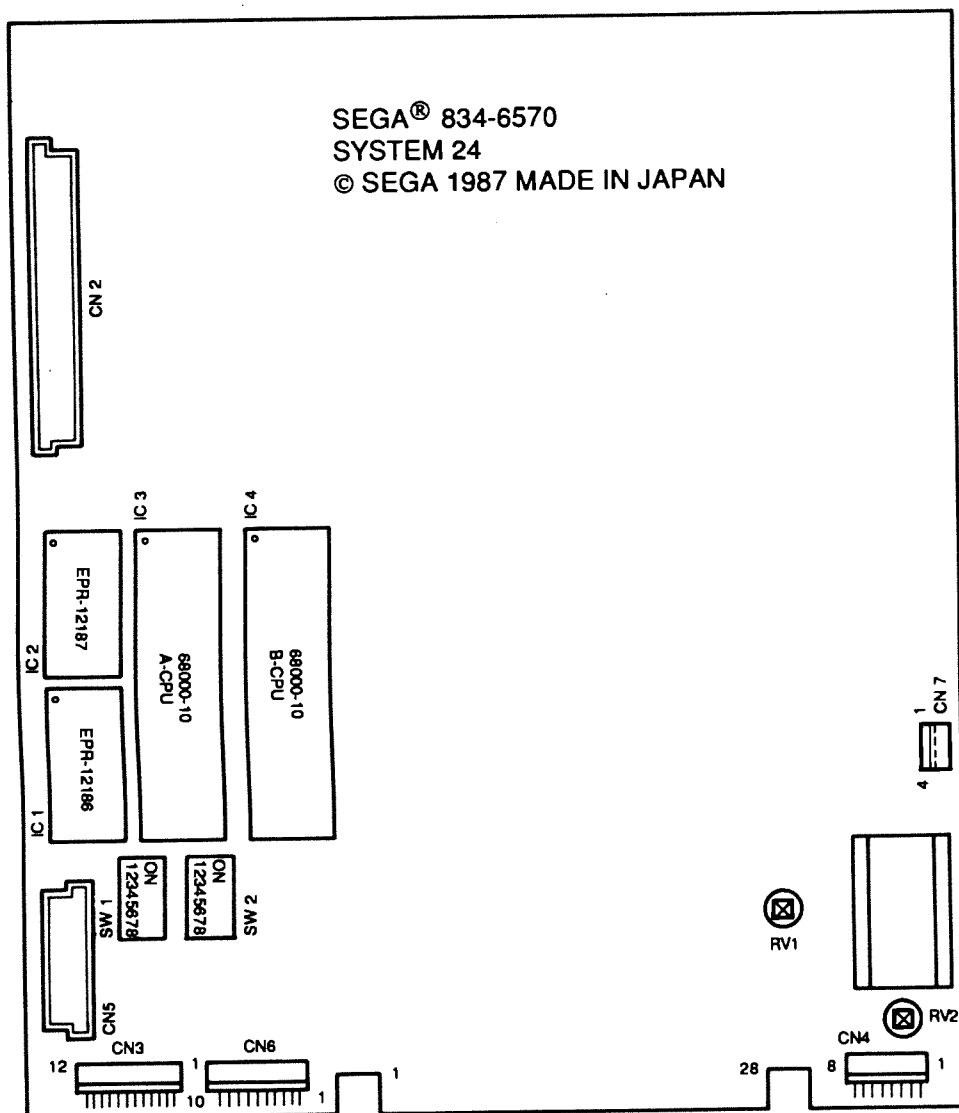 SEGA® 834-6570
SYSTEM 24
© SEGA 1987 MADE IN JAPAN
CN 2
IC 3
IC 4
EPR-12187
IC 2
68000-10
A-CPU
68000-10
B-CPU
EPR-12186
IC 1
1
CN 7
4
ON
12345678
SW 1
ON
12345678
SW 2
RV1
CN5
RV2
12
CN3
1
CN6
10
1
1
28
CN4
8
1